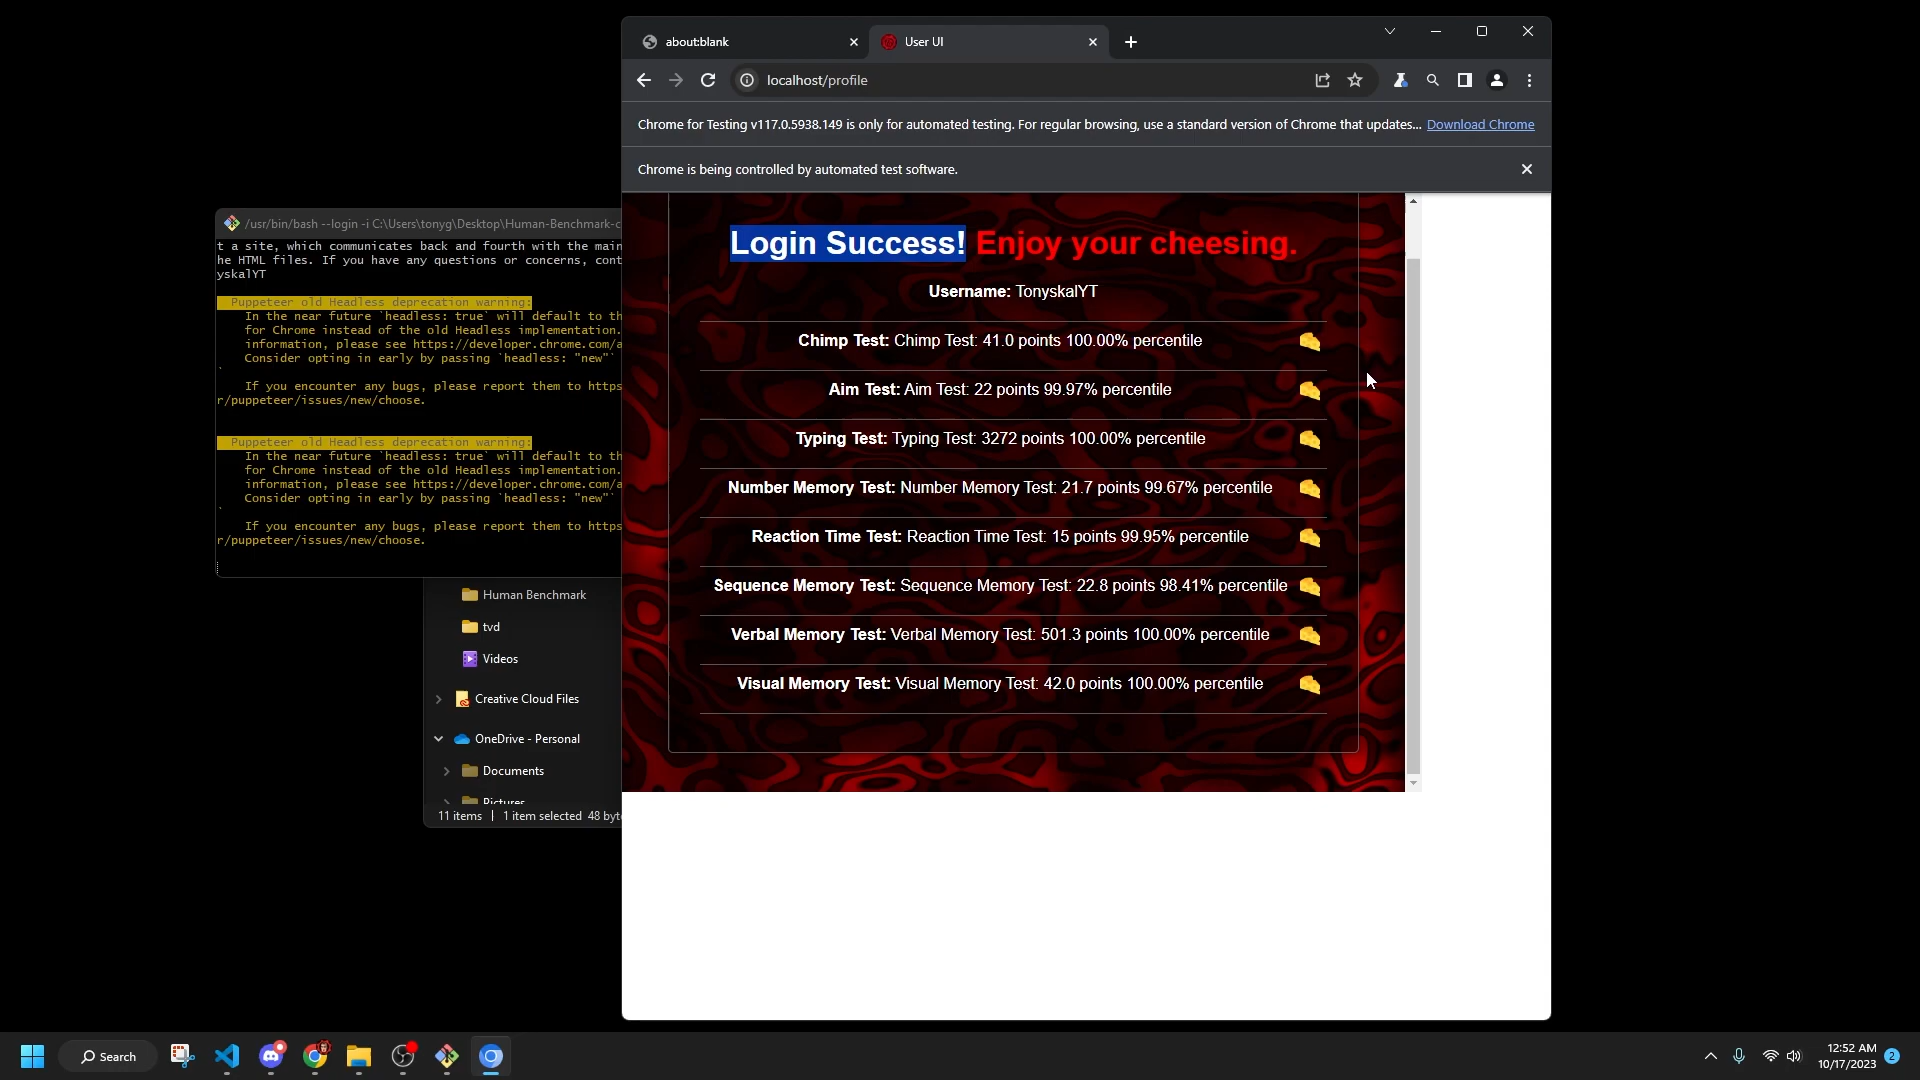 about:blank
User UI
localhost/profile
Chrome for Testing v117.0.5938.149 is only for automated testing. For regular browsing, use a standard version of Chrome that updates... Download Chrome
Chrome is being controlled by automated test software.
/usr/bin/bash --login -i C:\Users\tonyg\Desktop\Human-Benchmark-c
t a site, which communicates back and fourth with the main
he HTML files. If you have any questions or concerns, cont
yskalYT
Puppeteer old Headless deprecation warning:
In the near future `headless: true` will default to th
for Chrome instead of the old Headless implementation.
information, please see https://developer.chrome.com/a
Consider opting in early by passing `headless: "new"`
`
If you encounter any bugs, please report them to https
r/puppeteer/issues/new/choose.
Puppeteer old Headless deprecation warning:
In the near future `headless: true` will default to th
for Chrome instead of the old Headless implementation.
information, please see https://developer.chrome.com/a
Consider opting in early by passing `headless: "new"`
`
If you encounter any bugs, please report them to https
r/puppeteer/issues/new/choose.
Login Success! Enjoy your cheesing.
Username: TonyskalYT
Chimp Test: Chimp Test: 41.0 points 100.00% percentile
Aim Test: Aim Test: 22 points 99.97% percentile
Typing Test: Typing Test: 3272 points 100.00% percentile
Number Memory Test: Number Memory Test: 21.7 points 99.67% percentile
Reaction Time Test: Reaction Time Test: 15 points 99.95% percentile
Sequence Memory Test: Sequence Memory Test: 22.8 points 98.41% percentile
Verbal Memory Test: Verbal Memory Test: 501.3 points 100.00% percentile
Visual Memory Test: Visual Memory Test: 42.0 points 100.00% percentile
Human Benchmark
tvd
Videos
Creative Cloud Files
OneDrive - Personal
Documents
Pictures
11 items | 1 item selected 48 byt
Search
12:52 AM
10/17/2023
2